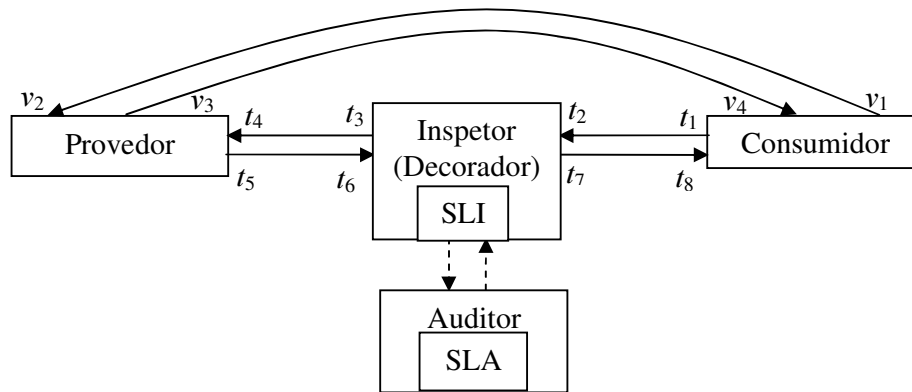 v2
v3
v4
v1
Provedor
t4
t3
t5
t6
Inspetor
(Decorador)
SLI
t2
t1
t7
t8
Consumidor
Auditor
SLA